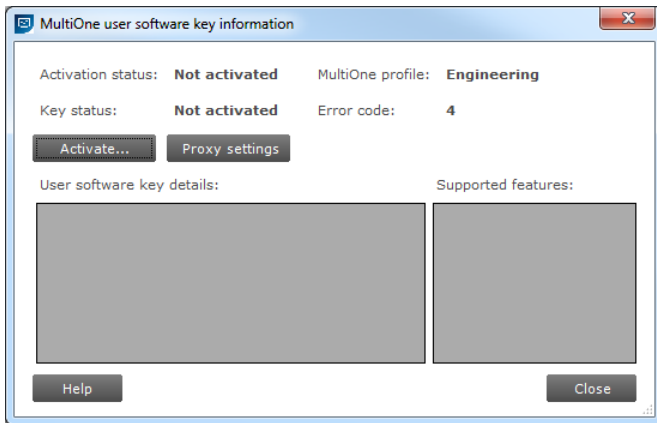 MultiOne user software key information
Activation status: Not activated MultiOne profile: Engineering
Key status: Not activated Error code: 4
Activate... Proxy settings
User software key details: Supported features:
Help Close